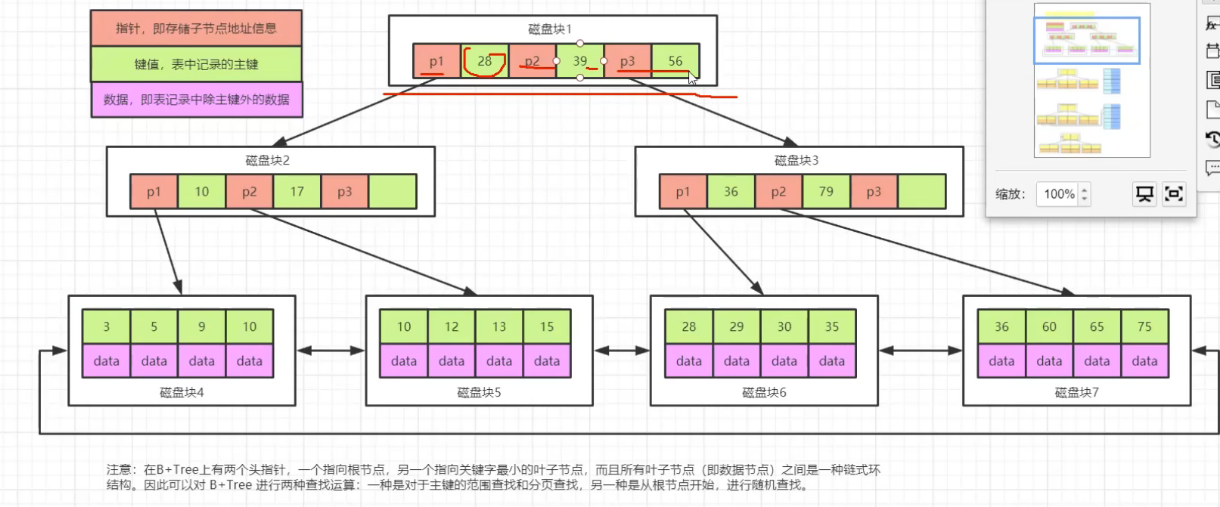 指针，即存储子节点地址信息
键值，表中记录的主键
数据，即表记录中除主键外的数据
磁盘块1
p1 28 p2 39 p3 56
缩放： 100%
磁盘块2
p1 10 p2 17 p3
磁盘块3
p1 36 p2 79 p3
3 5 9 10
data data data data
磁盘块4
10 12 13 15
data data data data
磁盘块5
28 29 30 35
data data data data
磁盘块6
36 60 65 75
data data data data
磁盘块7
注意：在B+Tree上有两个头指针，一个指向根节点，另一个指向关键字最小的叶子节点，而且所有叶子节点（即数据节点）之间是一种链式环
结构。因此可以对 B+Tree 进行两种查找运算：一种是对于主键的范围查找和分页查找，另一种是从根节点开始，进行随机查找。